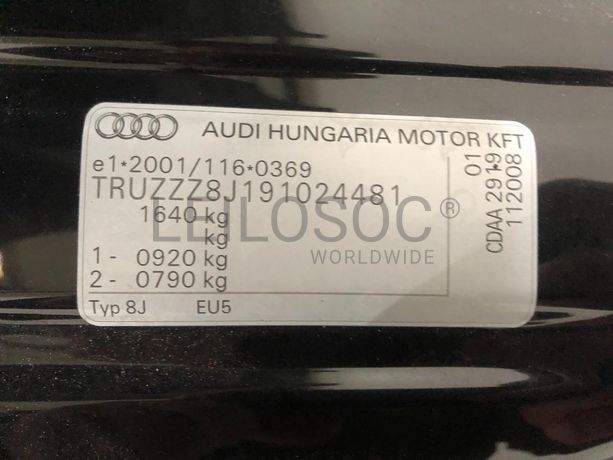 AUDI HUNGARIA MOTOR KFT
e1*2001/116*0369
TRUZZZ8J191024481
1640 kg
kg
1 - 0920 kg
2 - 0790 kg
Typ 8J EU5
01
CDAA 2919
112008
LEILOSOC®
WORLDWIDE